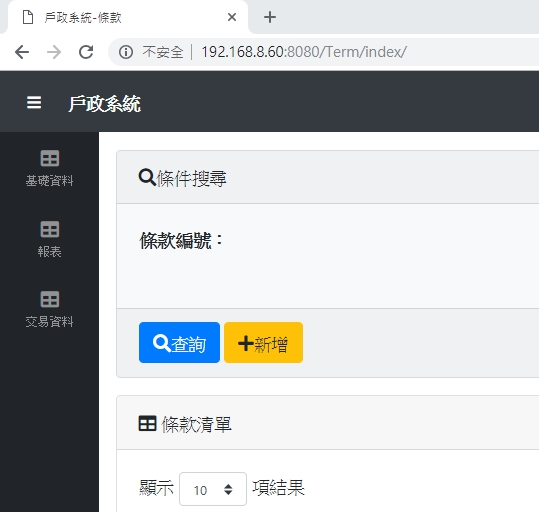 戶政系統-條款
不安全 | 192.168.8.60:8080/Term/index/
戶政系統
基礎資料
報表
交易資料
條件搜尋
條款編號：
查詢 新增
條款清單
顯示 10 項結果